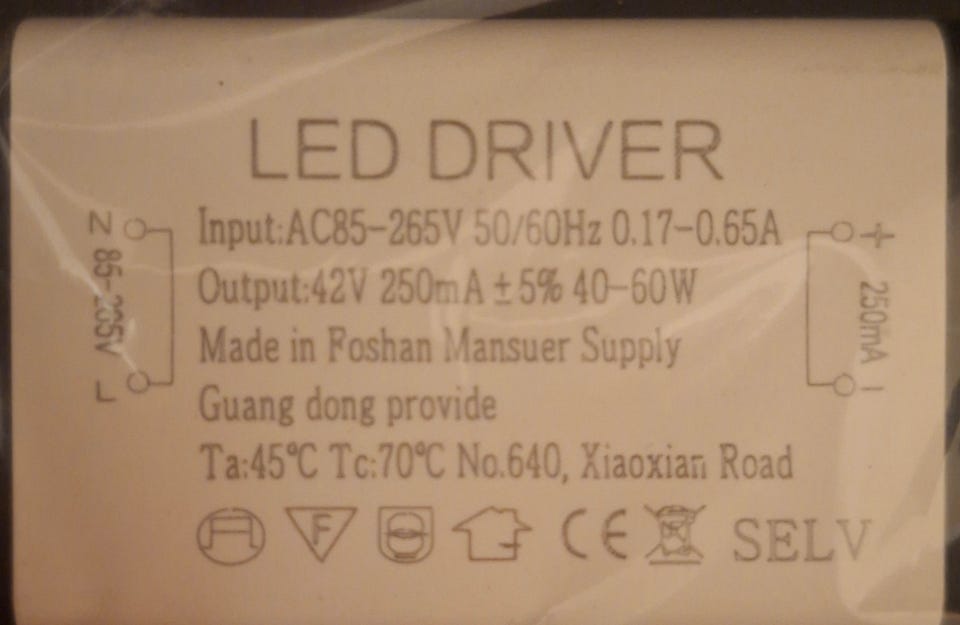 LED DRIVER
Input:AC85-265V 50/60Hz 0.17-0.65A
Output:42V 250mA ±5% 40-60W
Made in Foshan Mansuer Supply
Guang dong provide
Ta:45℃ Tc:70℃ No.640, Xiaoxian Road
F CE SELV
N 85-265V L
+ 250mA -